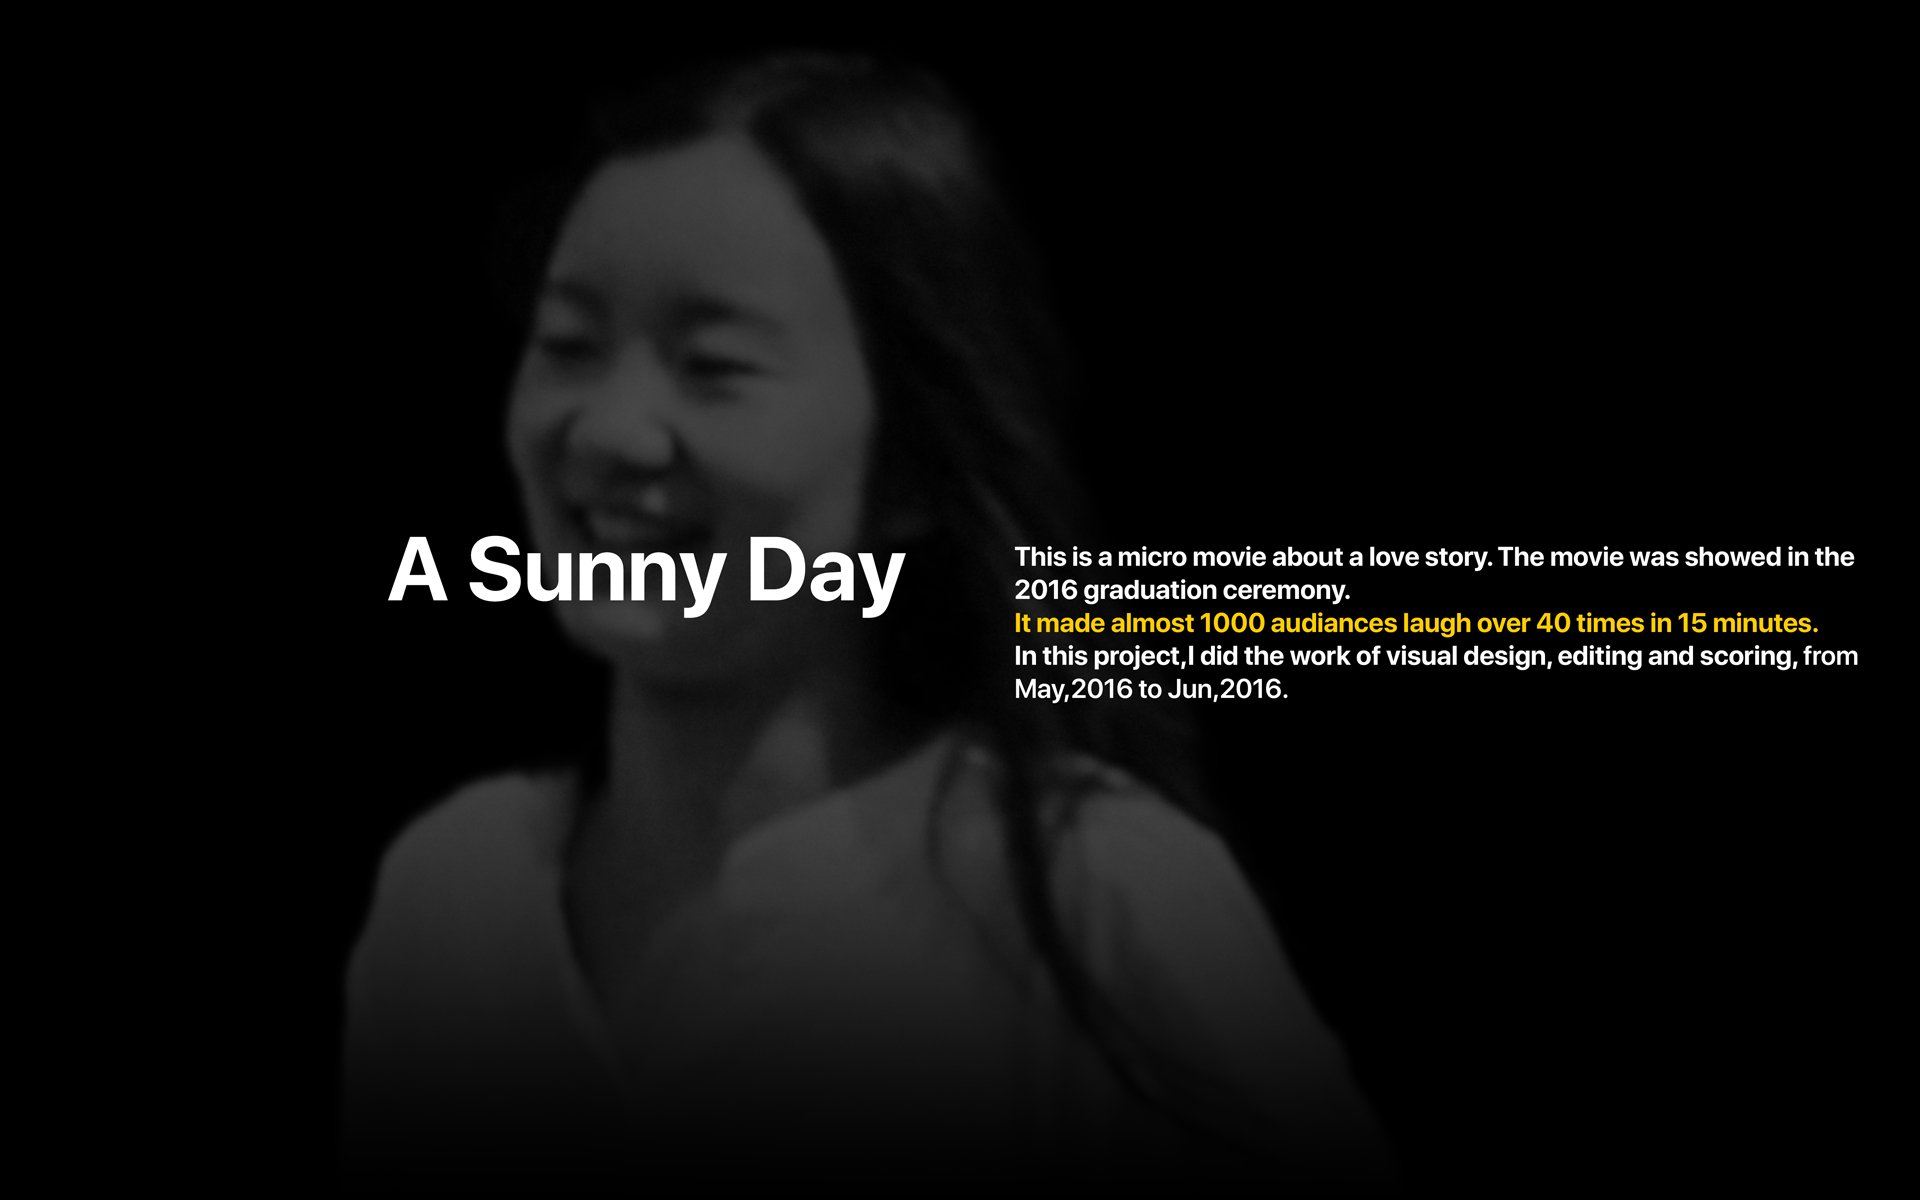 A Sunny Day
This is a micro movie about a love story. The movie was showed in the
2016 graduation ceremony.
It made almost 1000 audiances laugh over 40 times in 15 minutes.
In this project,I did the work of visual design, editing and scoring, from
May,2016 to Jun,2016.